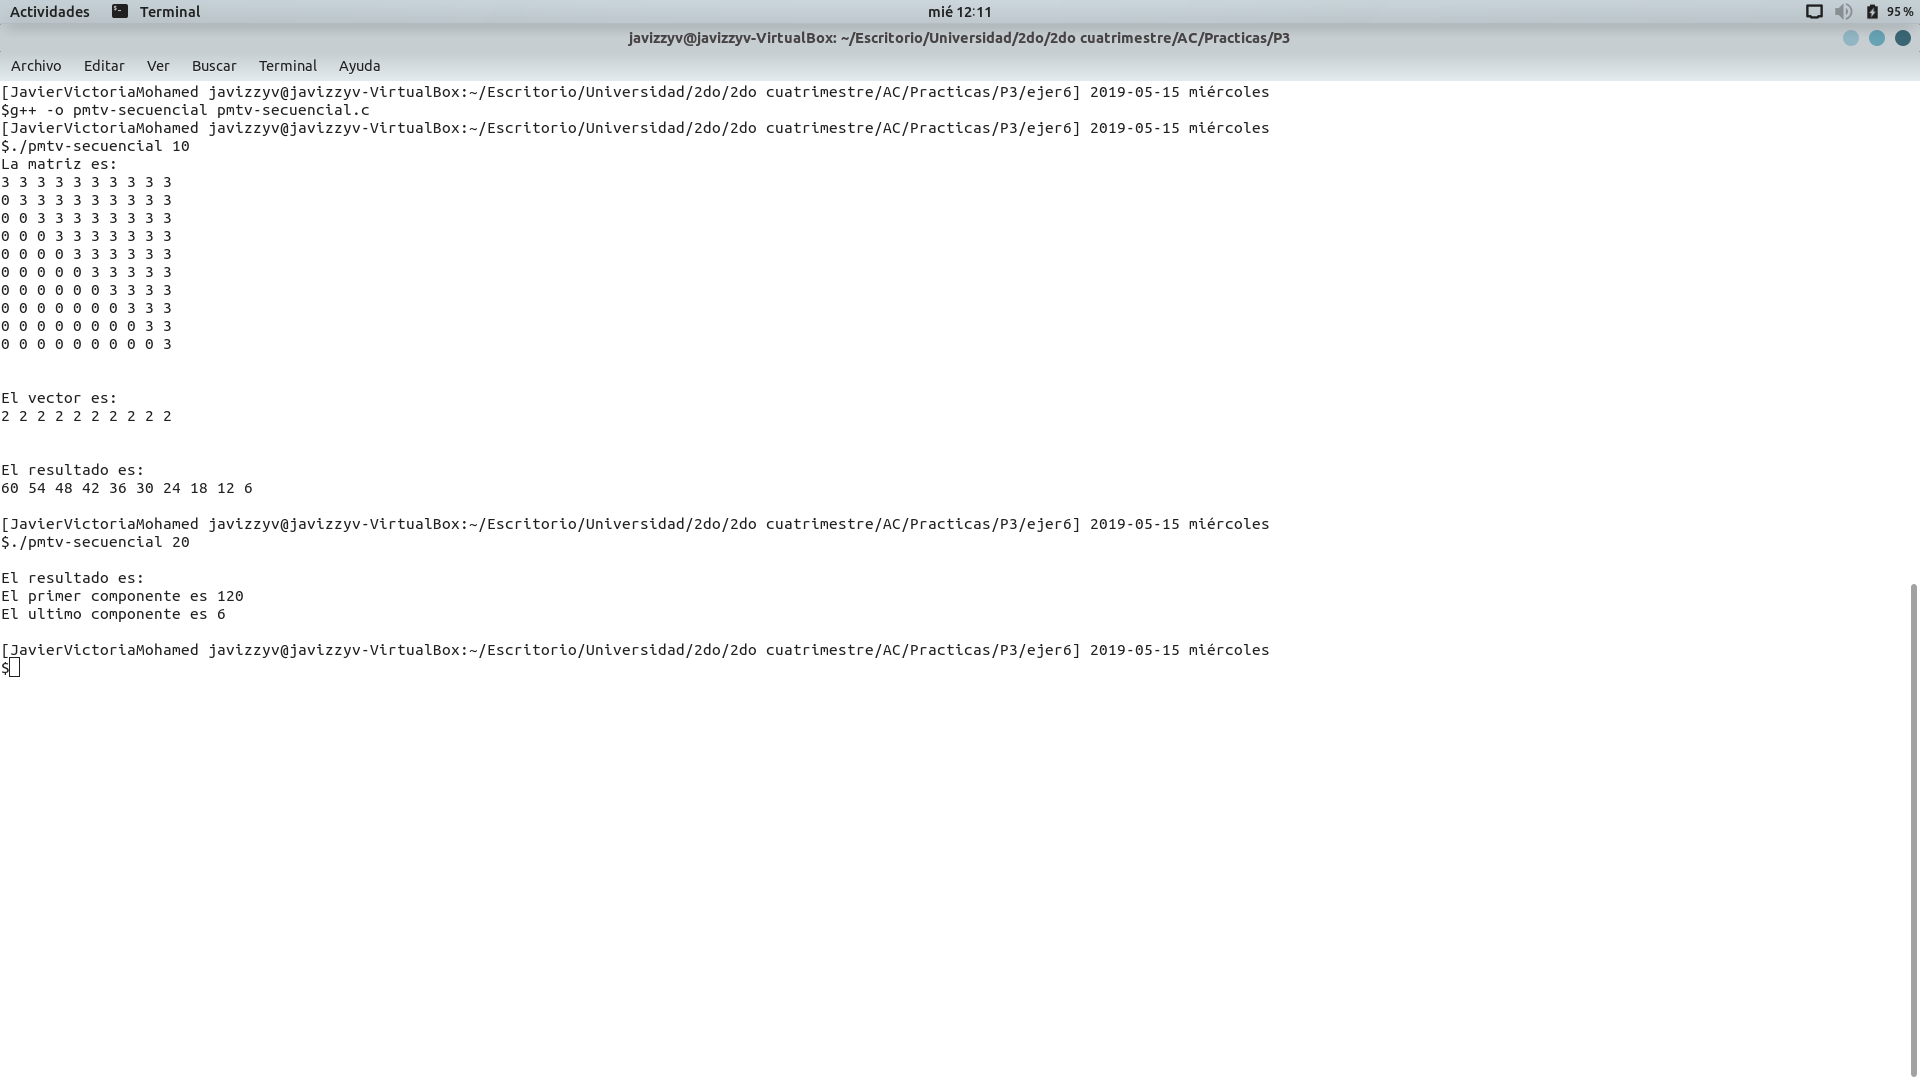 Actividades Terminal mié 12:11 95 %
javizzyv@javizzyv-VirtualBox: ~/Escritorio/Universidad/2do/2do cuatrimestre/AC/Practicas/P3
Archivo Editar Ver Buscar Terminal Ayuda
[JavierVictoriaMohamed javizzyv@javizzyv-VirtualBox:~/Escritorio/Universidad/2do/2do cuatrimestre/AC/Practicas/P3/ejer6] 2019-05-15 miércoles
$g++ -o pmtv-secuencial pmtv-secuencial.c
[JavierVictoriaMohamed javizzyv@javizzyv-VirtualBox:~/Escritorio/Universidad/2do/2do cuatrimestre/AC/Practicas/P3/ejer6] 2019-05-15 miércoles
$./pmtv-secuencial 10
La matriz es:
3 3 3 3 3 3 3 3 3 3
0 3 3 3 3 3 3 3 3 3
0 0 3 3 3 3 3 3 3 3
0 0 0 3 3 3 3 3 3 3
0 0 0 0 3 3 3 3 3 3
0 0 0 0 0 3 3 3 3 3
0 0 0 0 0 0 3 3 3 3
0 0 0 0 0 0 0 3 3 3
0 0 0 0 0 0 0 0 3 3
0 0 0 0 0 0 0 0 0 3
El vector es:
2 2 2 2 2 2 2 2 2 2
El resultado es:
60 54 48 42 36 30 24 18 12 6
[JavierVictoriaMohamed javizzyv@javizzyv-VirtualBox:~/Escritorio/Universidad/2do/2do cuatrimestre/AC/Practicas/P3/ejer6] 2019-05-15 miércoles
$./pmtv-secuencial 20
El resultado es:
El primer componente es 120
El ultimo componente es 6
[JavierVictoriaMohamed javizzyv@javizzyv-VirtualBox:~/Escritorio/Universidad/2do/2do cuatrimestre/AC/Practicas/P3/ejer6] 2019-05-15 miércoles
$